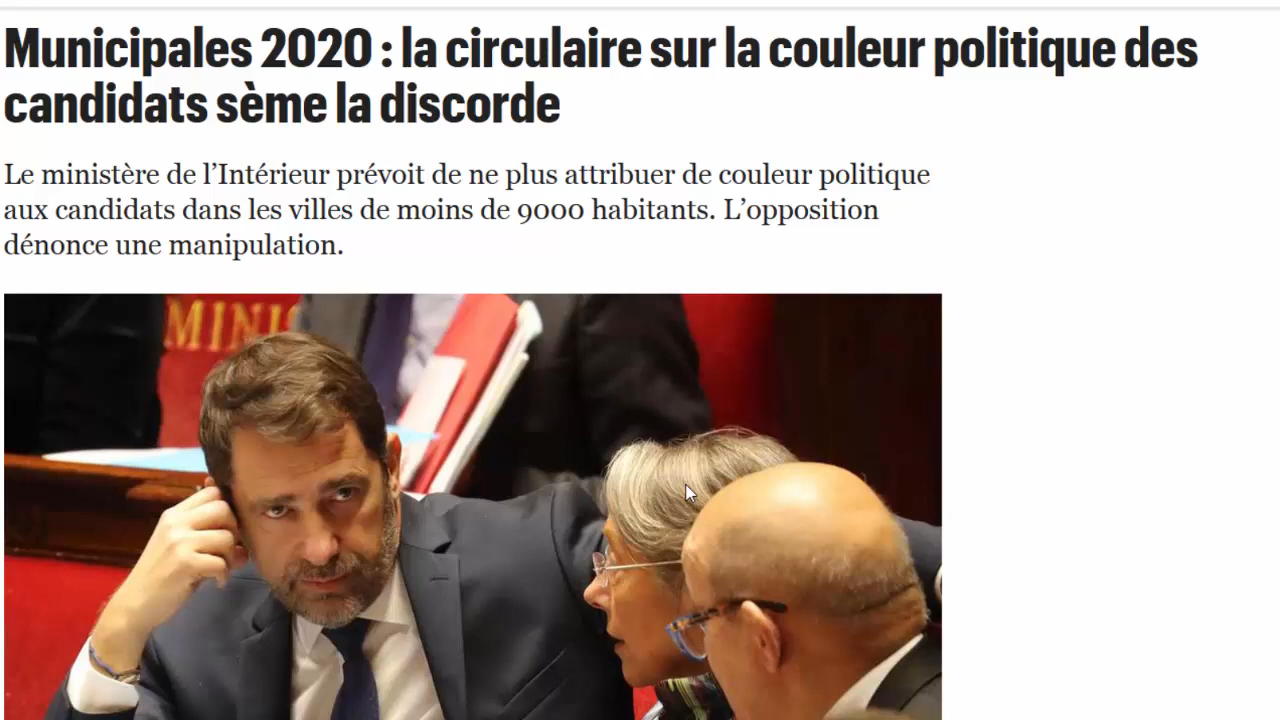 Municipales 2020 : la circulaire sur la couleur politique des
candidats sème la discorde
Le ministère de l’Intérieur prévoit de ne plus attribuer de couleur politique
aux candidats dans les villes de moins de 9000 habitants. L’opposition
dénonce une manipulation.
MINIS